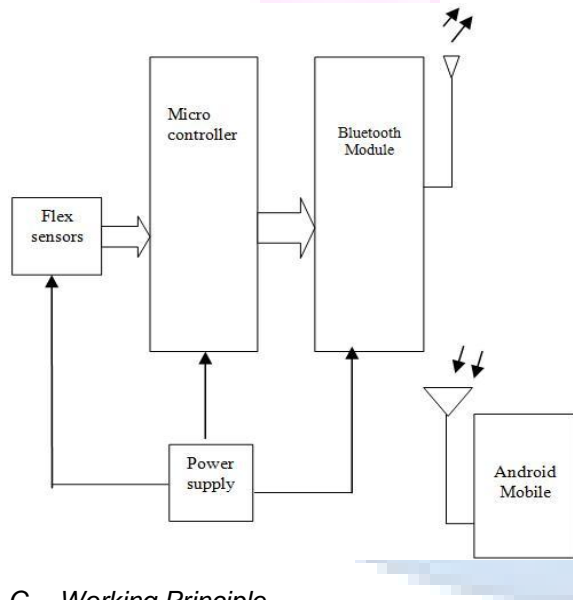 Micro
controller
Bluetooth
Module
Flex
sensors
Power
supply
Android
Mobile
C. Working Principle